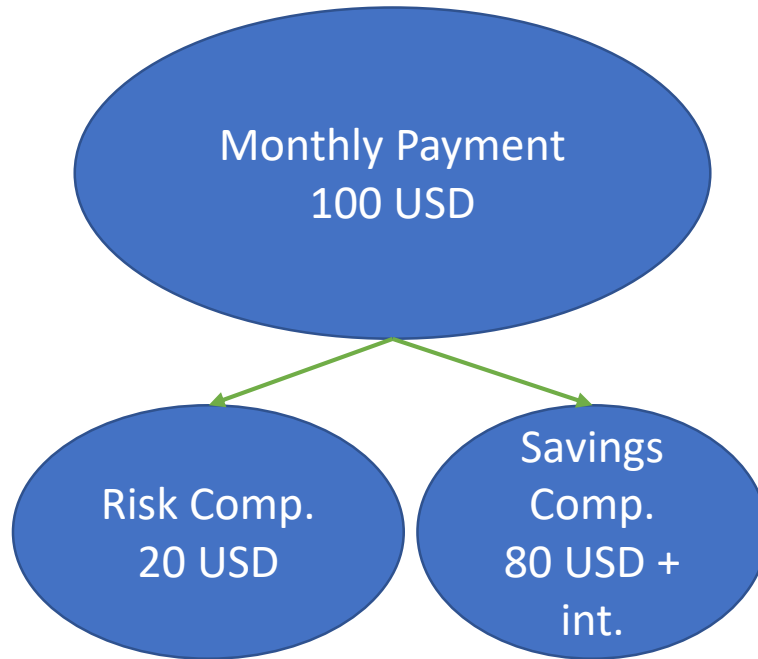 Monthly Payment
100 USD
Risk Comp.
20 USD
Savings
Comp.
80 USD +
int.